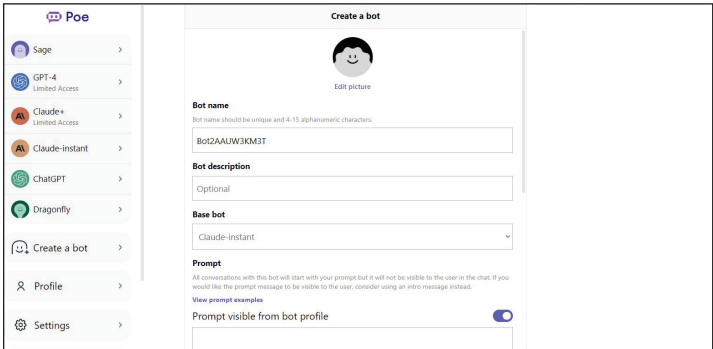 Poe
Sage
GPT-4
Limited Access
Claude+
Limited Access
Claude-instant
ChatGPT
Dragonfly
Create a bot
Profile
Settings
Create a bot
Edit picture
Bot name
Bot name should be unique and 4-15 alphanumeric characters.
Bot2AAUW3KM3T
Bot description
Optional
Base bot
Claude-instant
Prompt
All conversations with this bot will start with your prompt but it will not be visible to the user in the chat. If you
would like the prompt message to be visible to the user, consider using an intro message instead.
View prompt examples
Prompt visible from bot profile